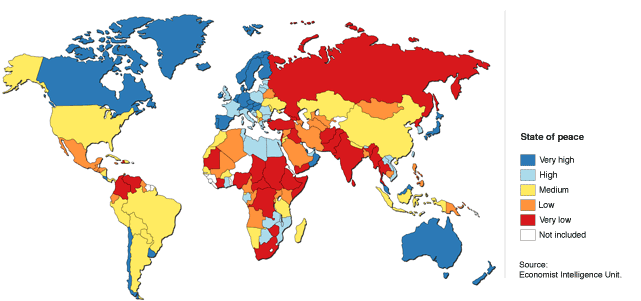 State of peace
Very high
High
Medium
Low
Very low
Not included
Source:
Economist Intelligence Unit.